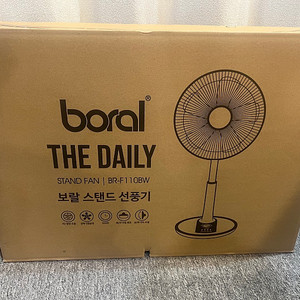 boral®
THE DAILY
STAND FAN | BR-F110BW
보랄 스탠드 선풍기